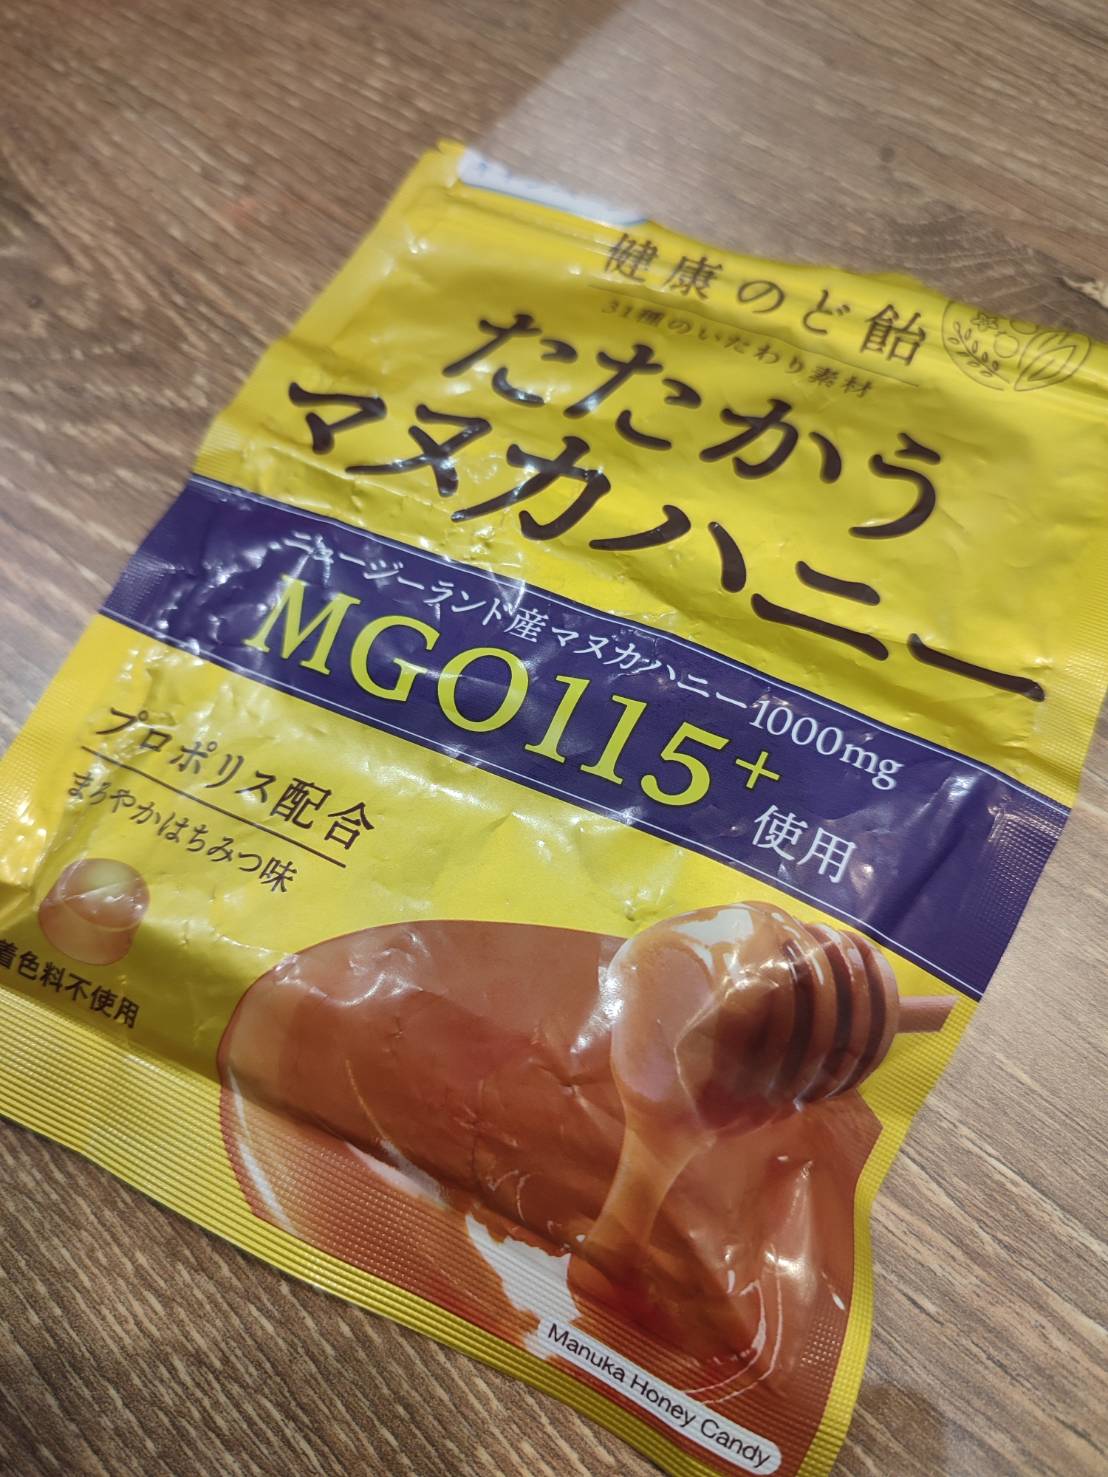 健康のど飴
31種のいたわり素材
たたかう
マヌカハニー
ニュージーランド産マヌカハニー1000mg
MGO115+
使用
プロポリス配合
まろやかはちみつ味
着色料不使用
Manuka Honey Candy